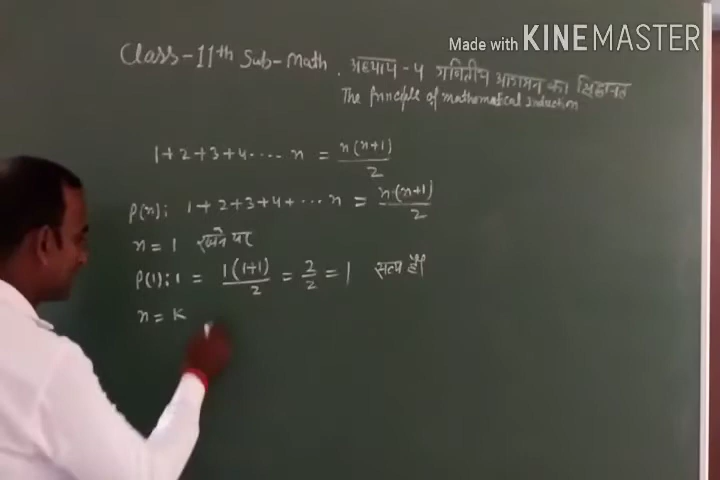 Made with KINEMASTER
Class-11th Sub-Math. अध्याय-4 गणितीय आगमन का सिद्धान्त
The principle of mathematical induction
1+2+3+4.... n = n(n+1)/2
P(n): 1+2+3+4+...n = n.(n+1)/2
n = 1 रखने पर
P(1): 1 = 1(1+1)/2 = 2/2 = 1 सत्य है।
n = K